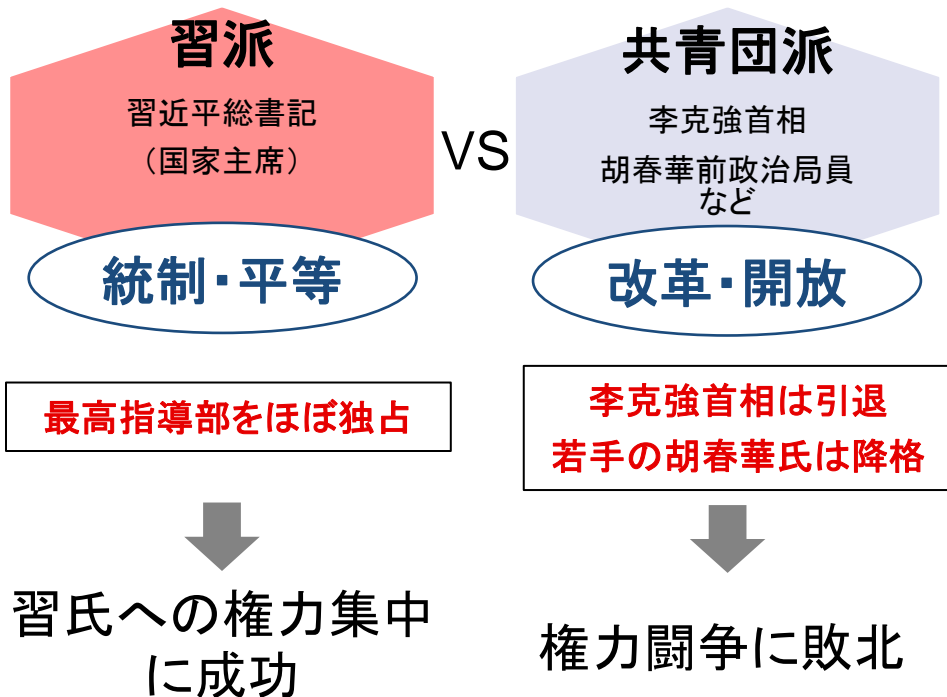 習派
習近平総書記
（国家主席）
統制・平等
最高指導部をほぼ独占
習氏への権力集中
に成功
VS
共青団派
李克強首相
胡春華前政治局員
など
改革・開放
李克強首相は引退
若手の胡春華氏は降格
権力闘争に敗北